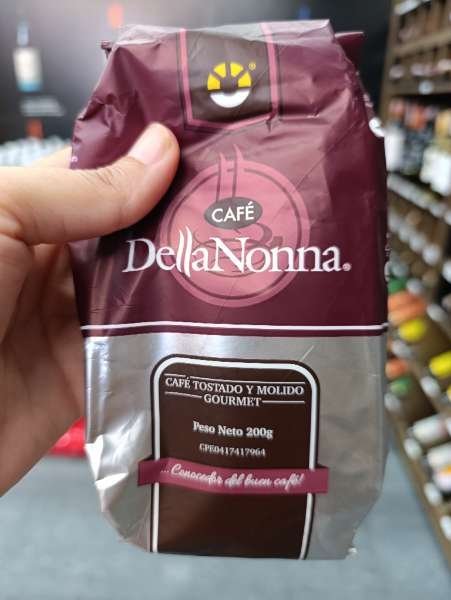 ®
CAFÉ
DellaNonna®
CAFÉ TOSTADO Y MOLIDO
GOURMET
Peso Neto 200g
CPE0417417964
...Conocedor del buen café!